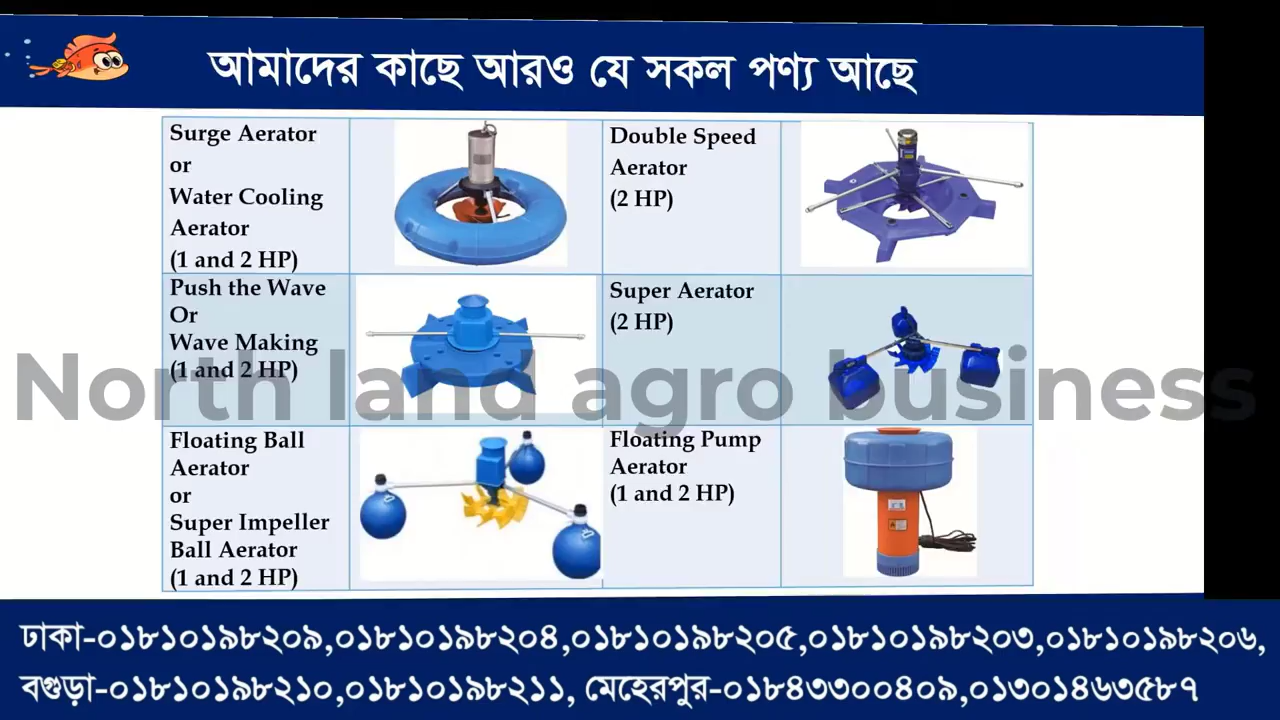 আমাদের কাছে আরও যে সকল পণ্য আছে
Surge Aerator
or
Water Cooling
Aerator
(1 and 2 HP)
Double Speed
Aerator
(2 HP)
Push the Wave
Or
Wave Making
(1 and 2 HP)
Super Aerator
(2 HP)
North land agro business
Floating Ball
Aerator
or
Super Impeller
Ball Aerator
(1 and 2 HP)
Floating Pump
Aerator
(1 and 2 HP)
ঢাকা-০১৮১০১৯৮২০৯,০১৮১০১৯৮২০৪,০১৮১০১৯৮২০৫,০১৮১০১৯৮২০৩,০১৮১০১৯৮২০৬,
বগুড়া-০১৮১০১৯৮২১০,০১৮১০১৯৮২১১, মেহেরপুর-০১৮৪৩৩০০৪০৯,০১৩০১৪৬৩৫৮৭